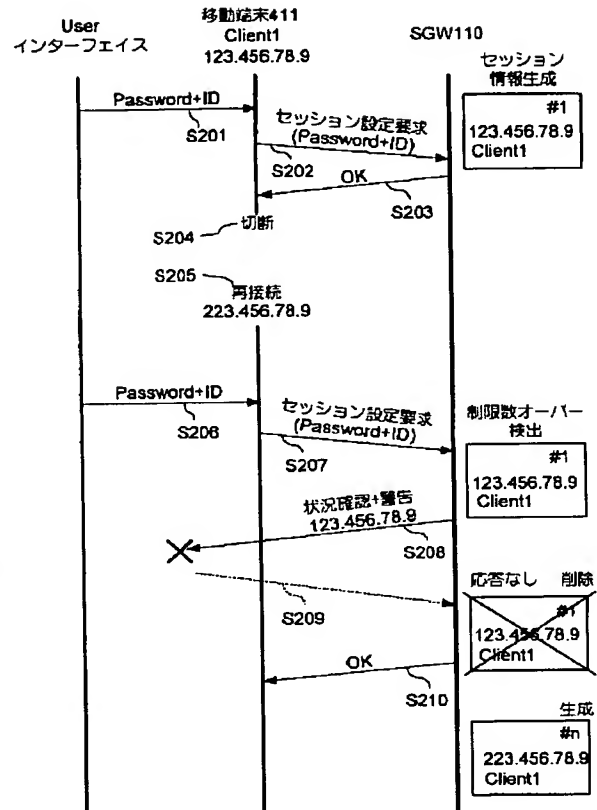 User
インターフェイス
移動端末411
Client1
123.456.78.9
SGW110
セッション
情報生成
#1
123.456.78.9
Client1
Password+ID
S201
セッション設定要求
(Password+ID)
S202
OK
S203
S204
切断
S205
再接続
223.456.78.9
Password+ID
S206
セッション設定要求
(Password+ID)
S207
制限数オーバー
検出
#1
123.456.78.9
Client1
状況確認+警告
123.456.78.9
S208
S209
応答なし 削除
#1
123.456.78.9
Client1
OK
S210
生成
#n
223.456.78.9
Client1